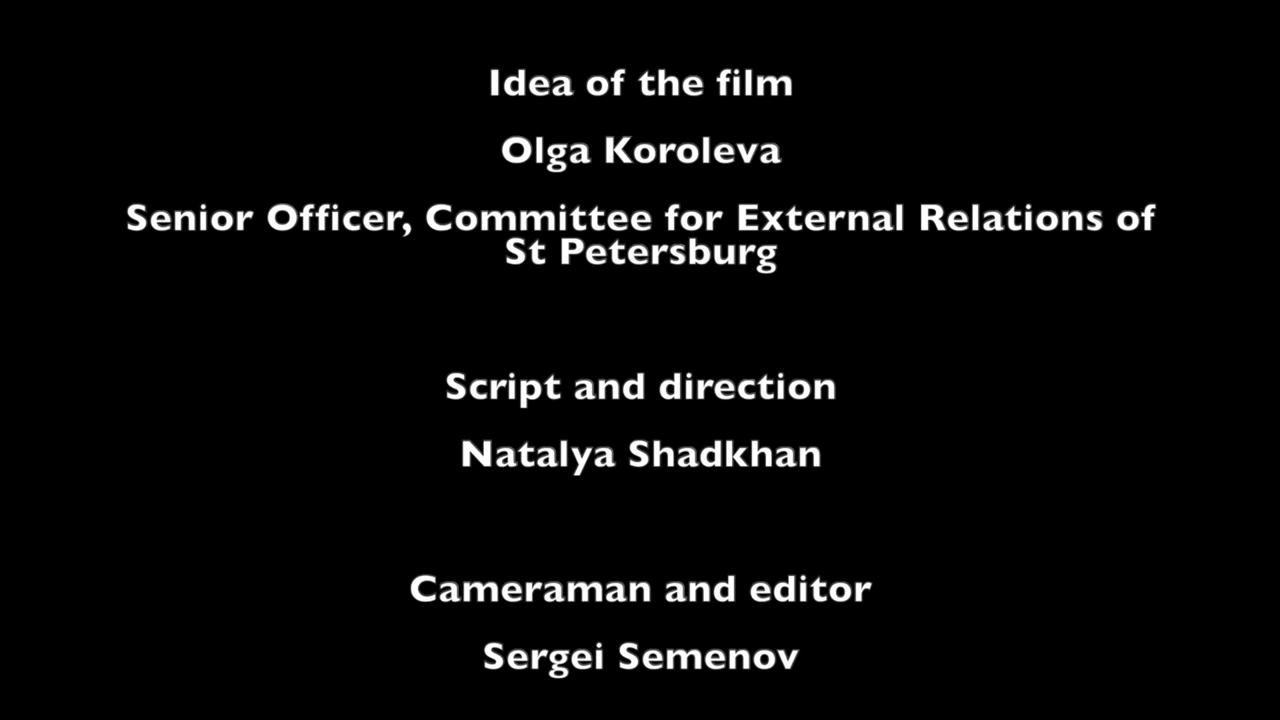 Idea of the film
Olga Koroleva
Senior Officer, Committee for External Relations of
St Petersburg
Script and direction
Natalya Shadkhan
Cameraman and editor
Sergei Semenov